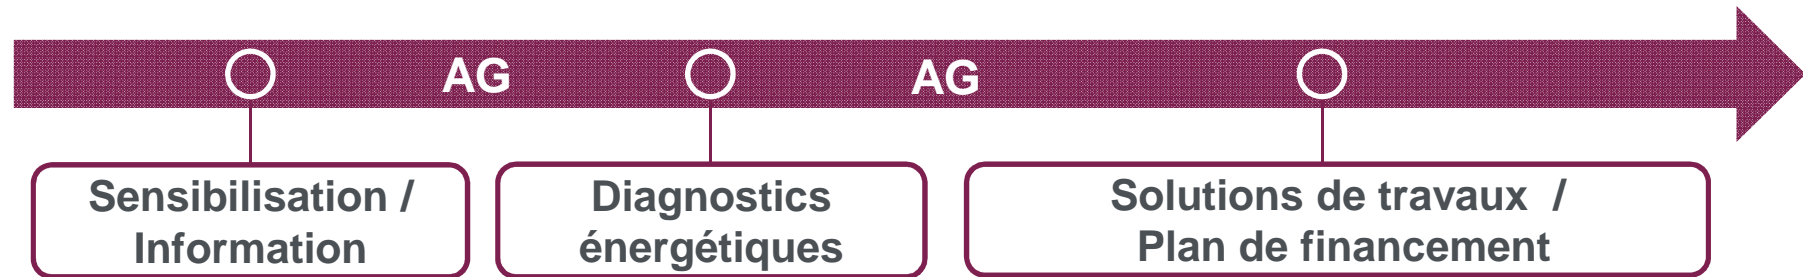 AG AG
Sensibilisation /
Information
Diagnostics
énergétiques
Solutions de travaux /
Plan de financement